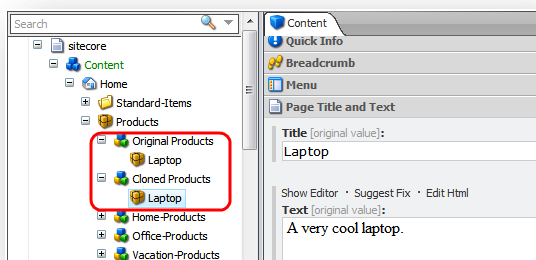 Search
sitecore
Content
Home
Standard-Items
Products
Original Products
Laptop
Cloned Products
Laptop
Home-Products
Office-Products
Vacation-Products
Content
Quick Info
Breadcrumb
Menu
Page Title and Text
Title [original value]:
Laptop
Show Editor · Suggest Fix · Edit Html
Text [original value]:
A very cool laptop.